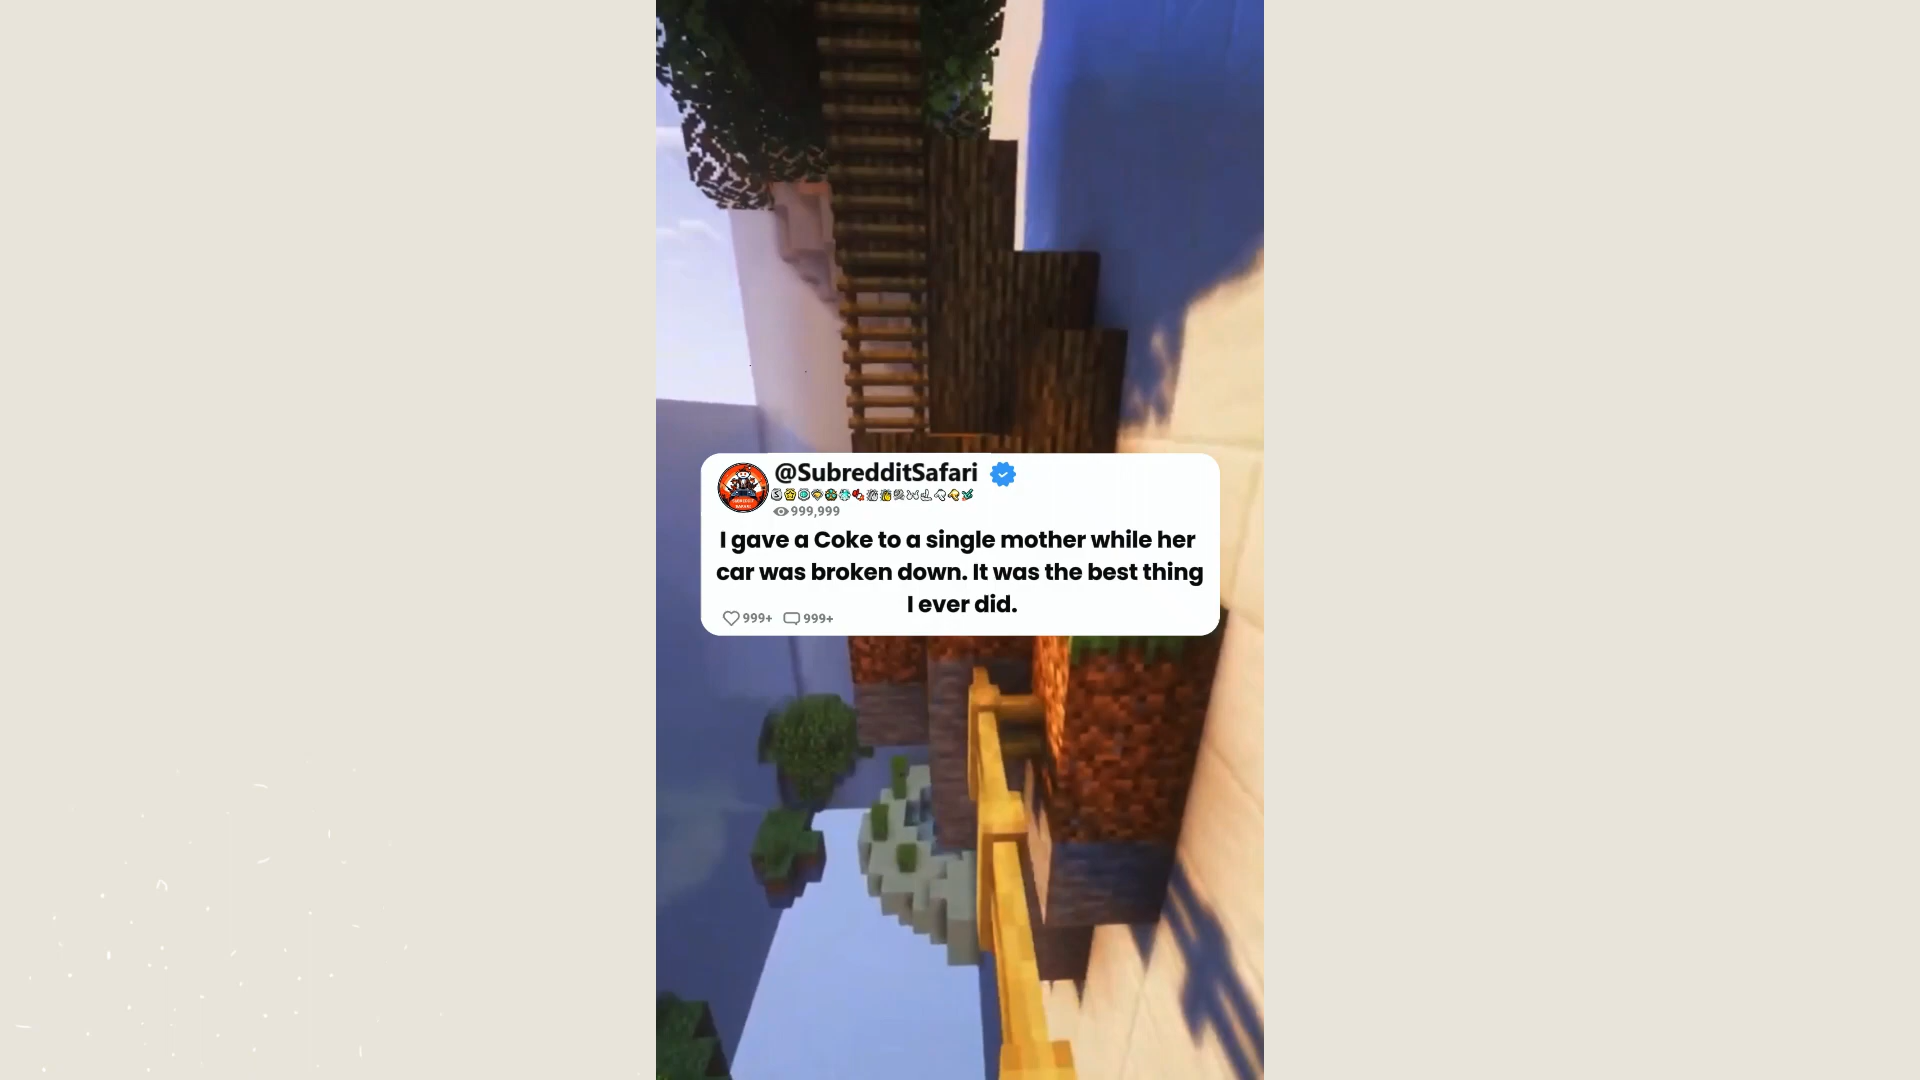 @SubredditSafari
999,999
I gave a Coke to a single mother while her
car was broken down. It was the best thing
I ever did.
999+ 999+